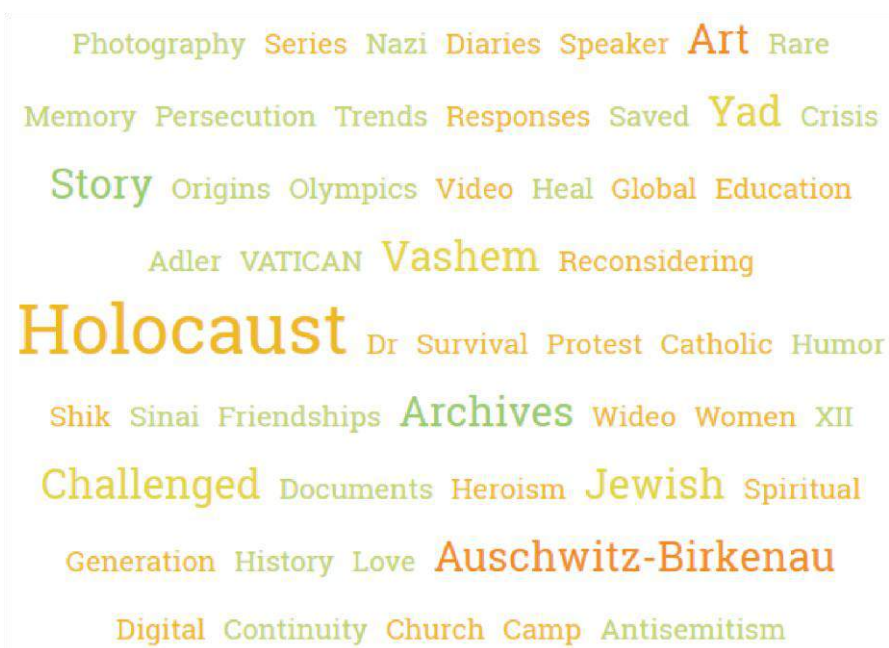 Photography Series Nazi Diaries Speaker Art Rare
Memory Persecution Trends Responses Saved Yad Crisis
Story Origins Olympics Video Heal Global Education
Adler VATICAN Vashem Reconsidering
Holocaust Dr Survival Protest Catholic Humor
Shik Sinai Friendships Archives Wideo Women XII
Challenged Documents Heroism Jewish Spiritual
Generation History Love Auschwitz-Birkenau
Digital Continuity Church Camp Antisemitism